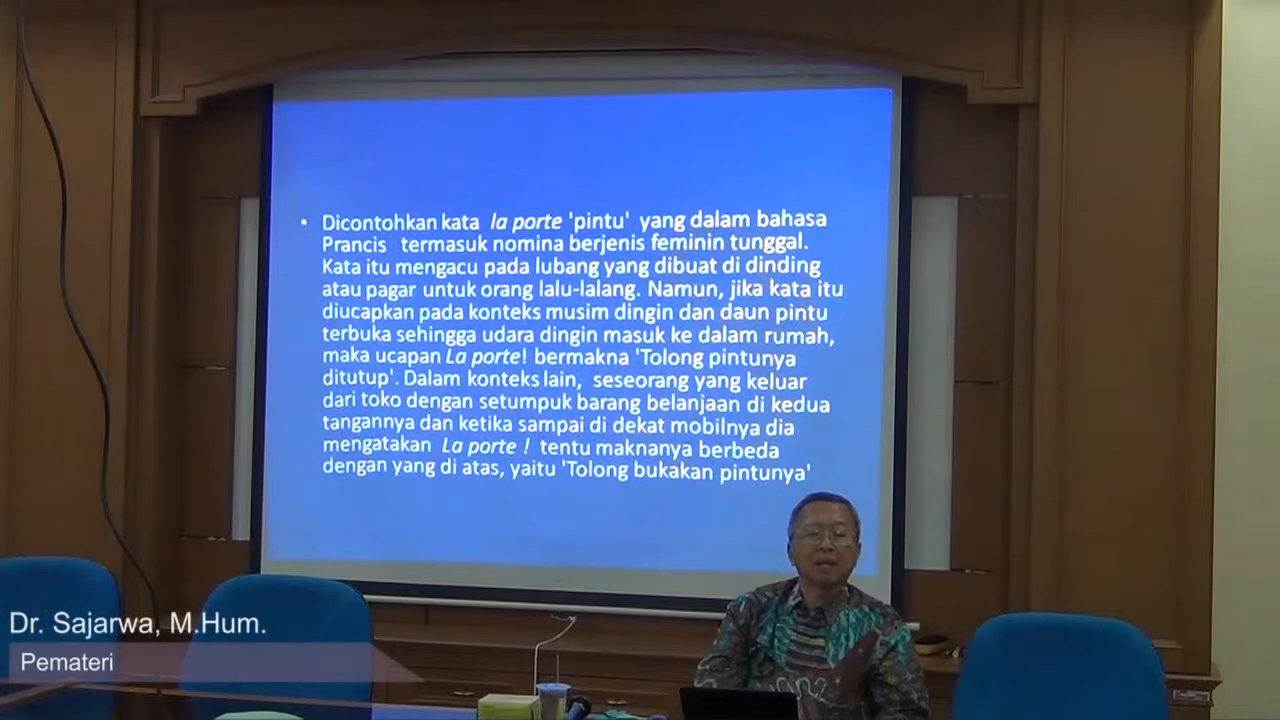 • Dicontohkan kata la porte 'pintu' yang dalam bahasa
Prancis termasuk nomina berjenis feminin tunggal.
Kata itu mengacu pada lubang yang dibuat di dinding
atau pagar untuk orang lalu-lalang. Namun, jika kata itu
diucapkan pada konteks musim dingin dan daun pintu
terbuka sehingga udara dingin masuk ke dalam rumah,
maka ucapan La porte! bermakna 'Tolong pintunya
ditutup'. Dalam konteks lain, seseorang yang keluar
dari toko dengan setumpuk barang belanjaan di kedua
tangannya dan ketika sampai di dekat mobilnya dia
mengatakan La porte ! tentu maknanya berbeda
dengan yang di atas, yaitu 'Tolong bukakan pintunya'
Dr. Sajarwa, M.Hum.
Pemateri